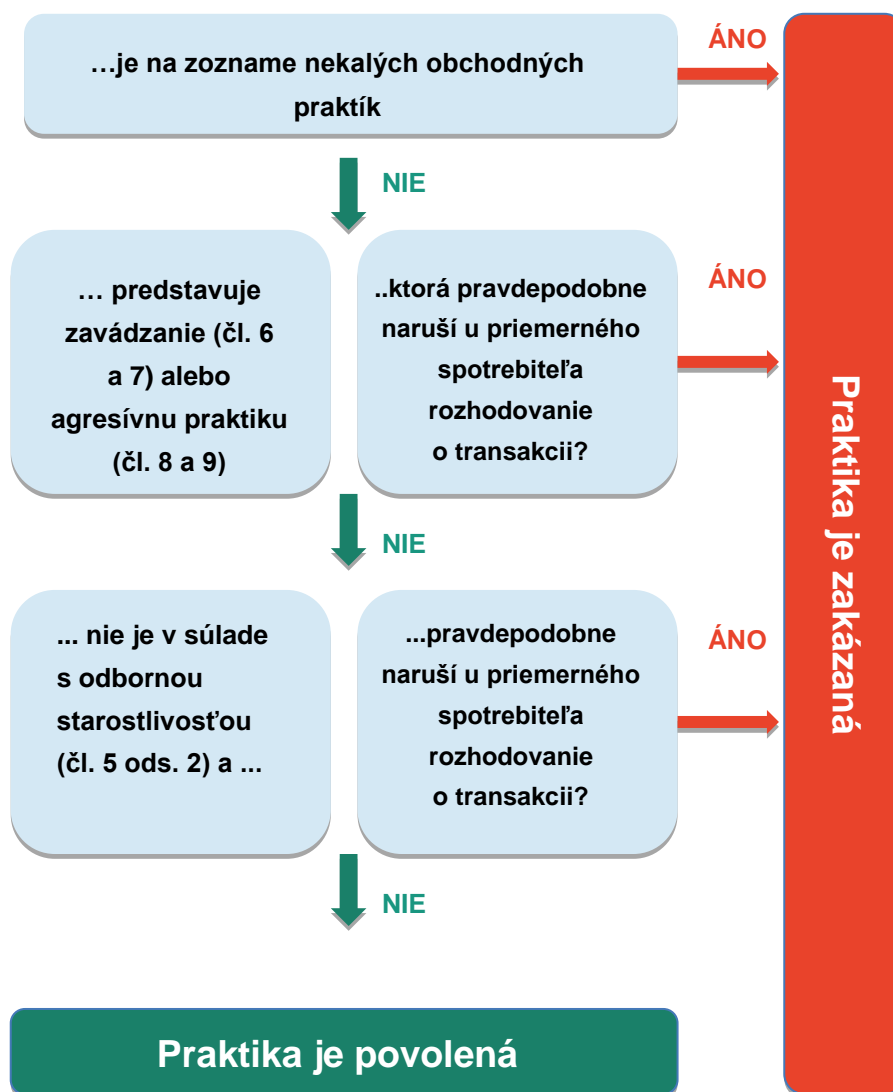 …je na zozname nekalých obchodných
praktík
ÁNO
NIE
… predstavuje
zavádzanie (čl. 6
a 7) alebo
agresívnu praktiku
(čl. 8 a 9)
..ktorá pravdepodobne
naruší u priemerného
spotrebiteľa
rozhodovanie
o transakcii?
ÁNO
NIE
... nie je v súlade
s odbornou
starostlivosťou
(čl. 5 ods. 2) a ...
...pravdepodobne
naruší u priemerného
spotrebiteľa
rozhodovanie
o transakcii?
ÁNO
NIE
Praktika je povolená
Praktika je zakázaná